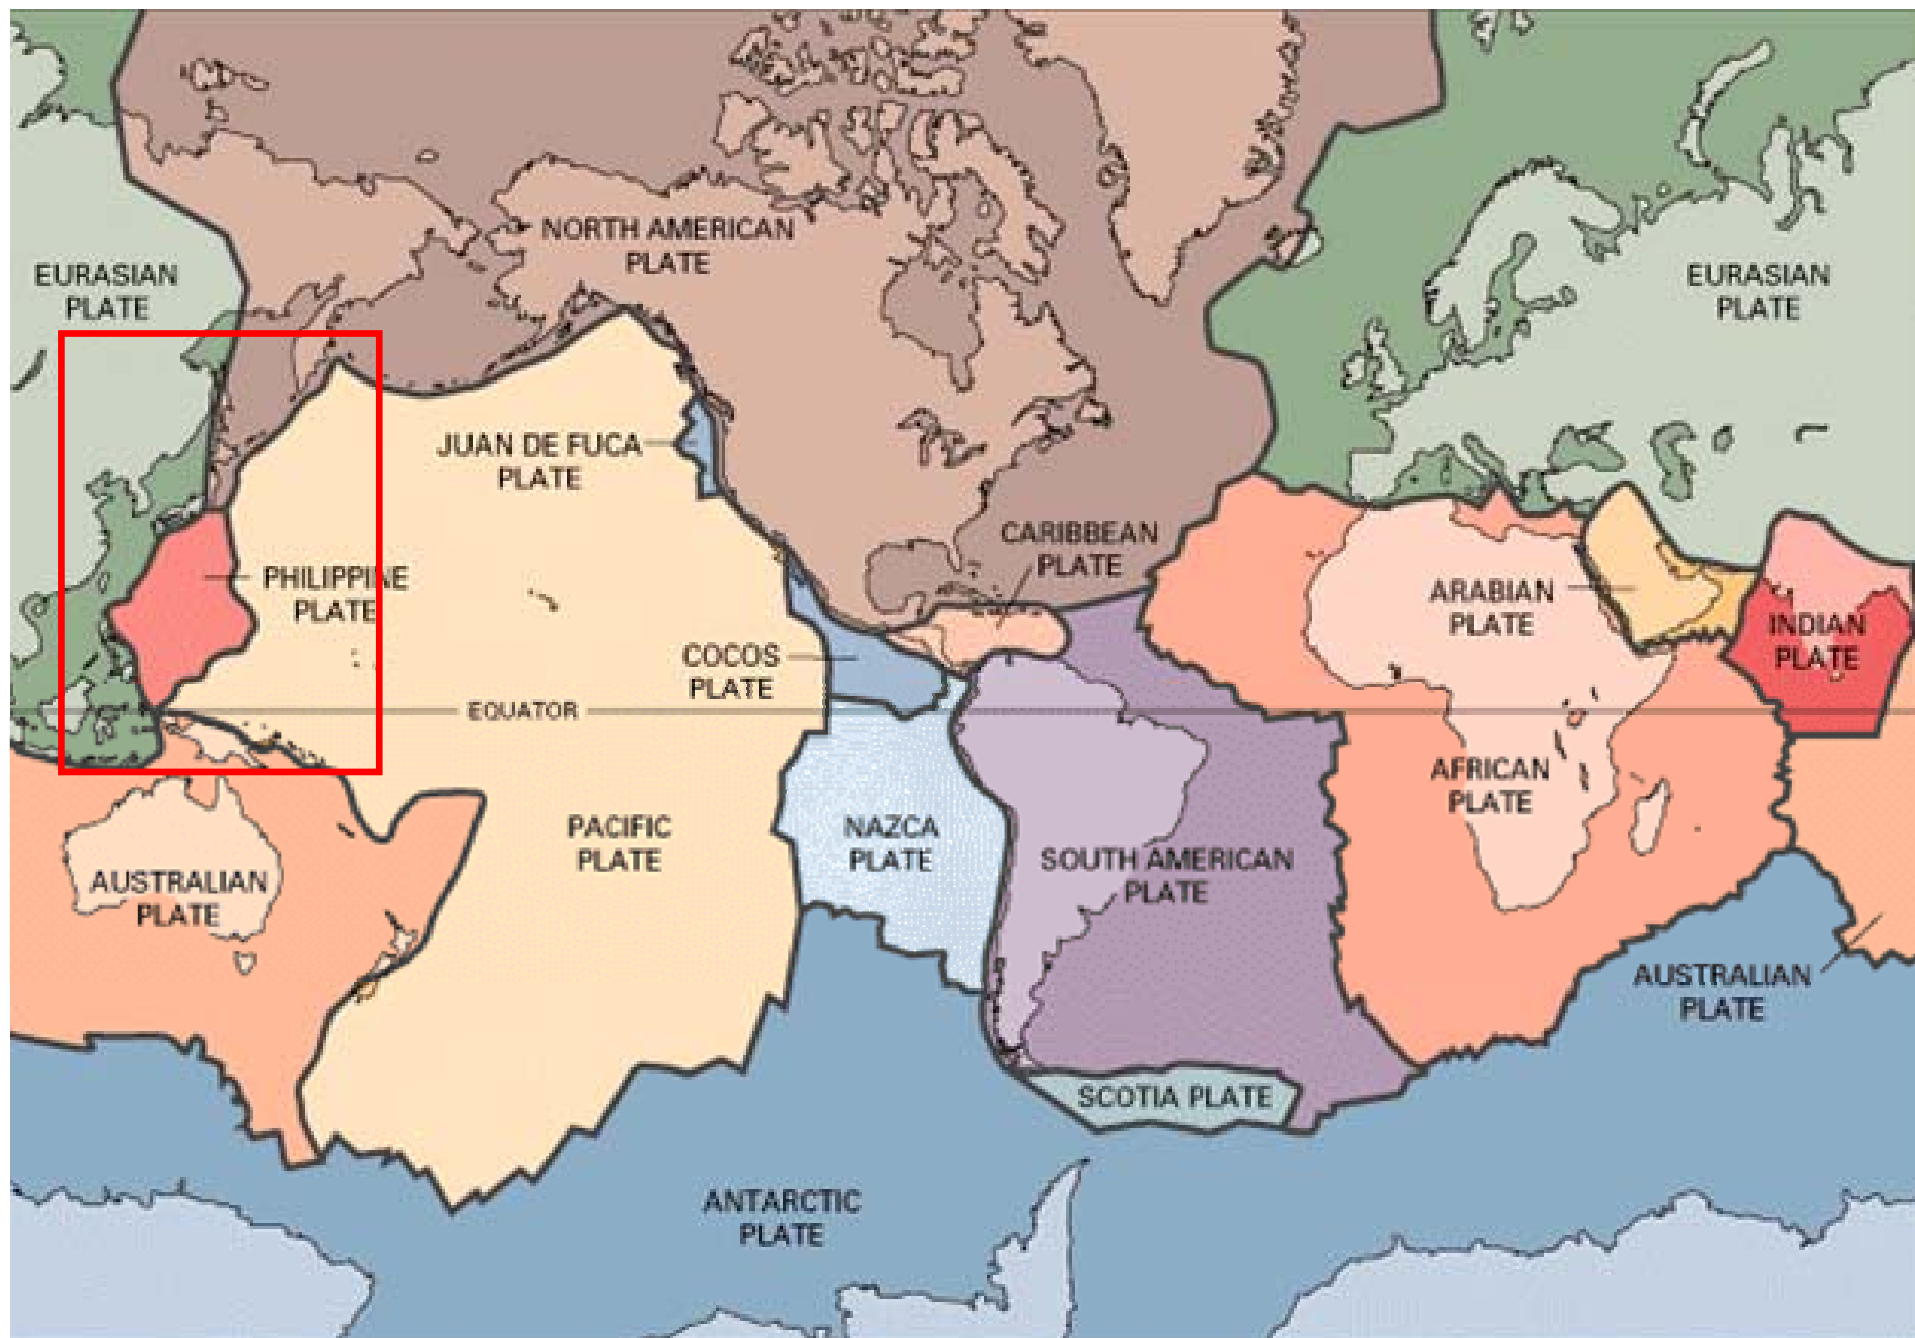 NORTH AMERICAN
PLATE
EURASIAN
PLATE
EURASIAN
PLATE
JUAN DE FUCA
PLATE
CARIBBEAN
PLATE
PHILIPPINE
PLATE
ARABIAN
PLATE
INDIAN
PLATE
COCOS
PLATE
EQUATOR
AFRICAN
PLATE
PACIFIC
PLATE
NAZCA
PLATE
SOUTH AMERICAN
PLATE
AUSTRALIAN
PLATE
AUSTRALIAN
PLATE
SCOTIA PLATE
ANTARCTIC
PLATE